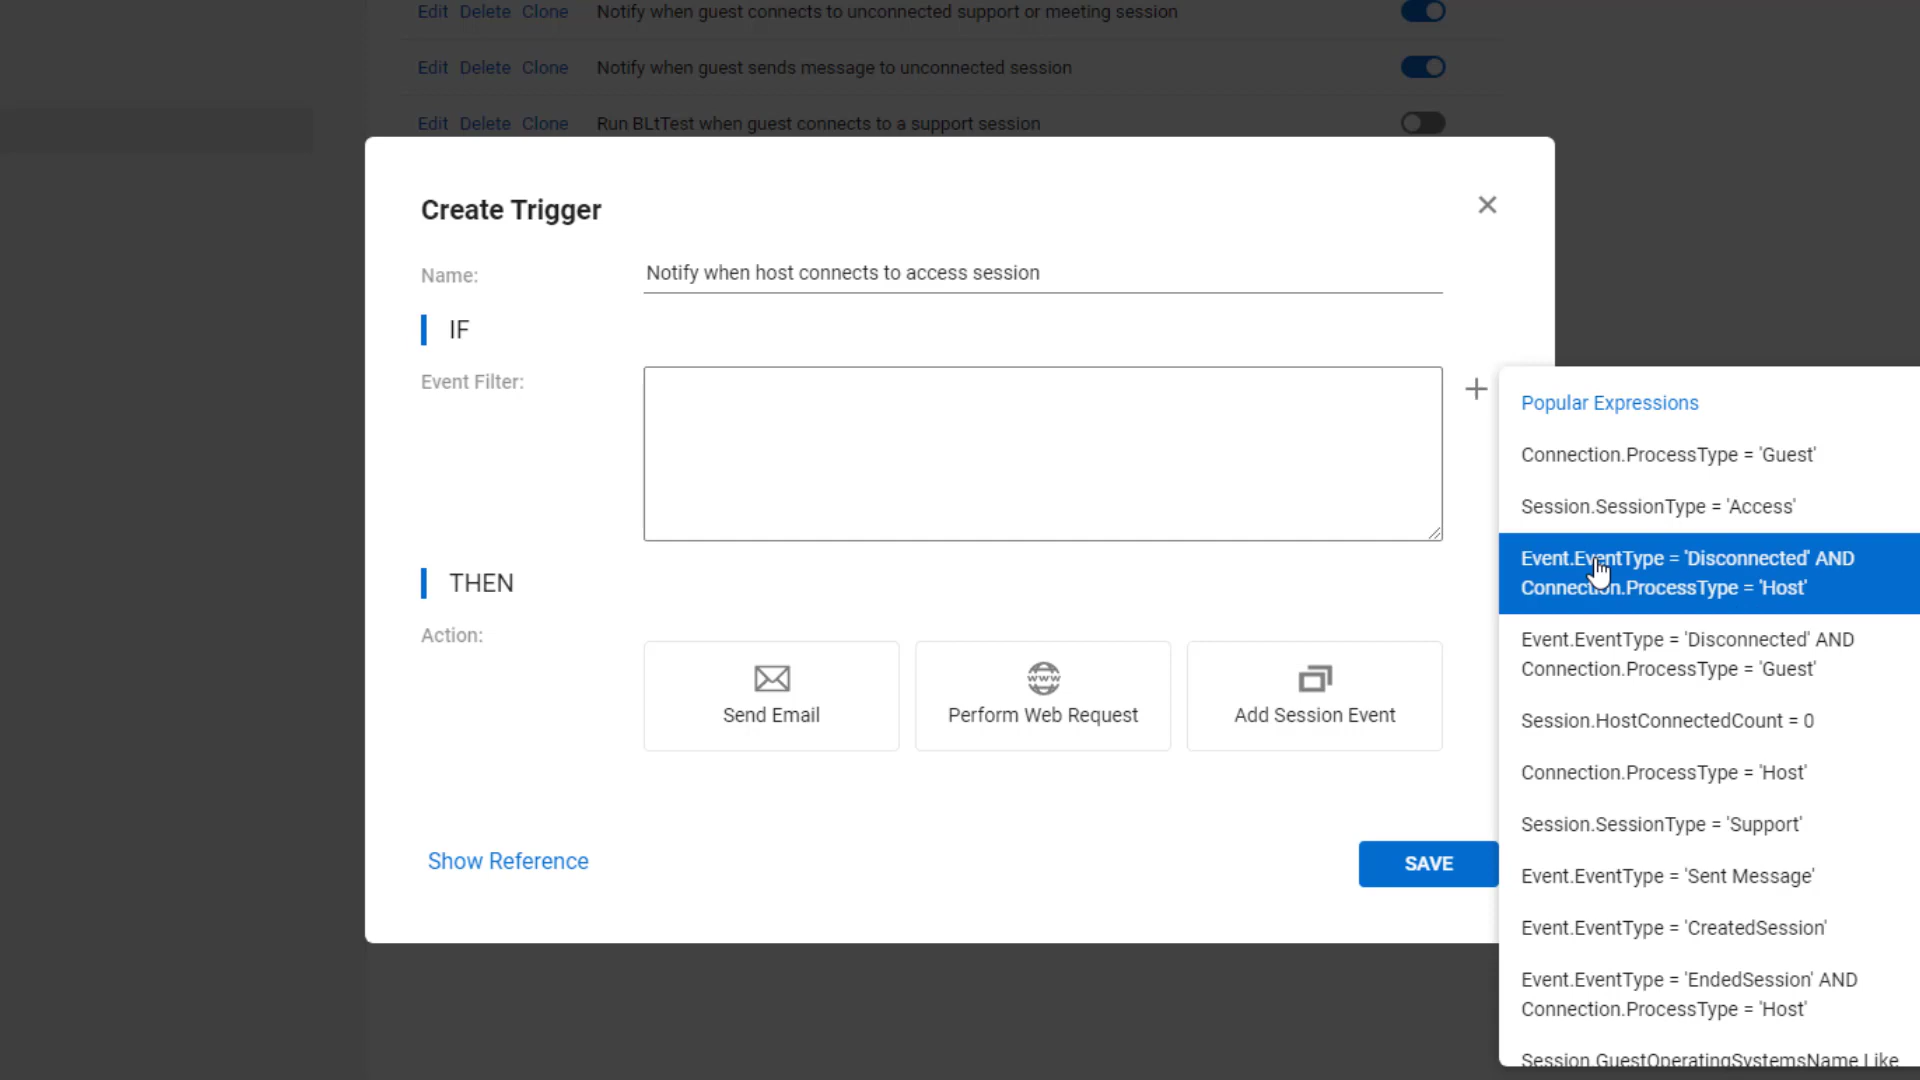 Edit Delete Clone Notify when guest connects to unconnected support or meeting session
Edit Delete Clone Notify when guest sends message to unconnected session
Edit Delete Clone Run BLtTest when guest connects to a support session
Create Trigger
Name: Notify when host connects to access session
IF
Event Filter:
THEN
Action:
Send Email
Perform Web Request
Add Session Event
Show Reference
SAVE
Popular Expressions
Connection.ProcessType = 'Guest'
Session.SessionType = 'Access'
Event.EventType = 'Disconnected' AND
Connection.ProcessType = 'Host'
Event.EventType = 'Disconnected' AND
Connection.ProcessType = 'Guest'
Session.HostConnectedCount = 0
Connection.ProcessType = 'Host'
Session.SessionType = 'Support'
Event.EventType = 'Sent Message'
Event.EventType = 'CreatedSession'
Event.EventType = 'EndedSession' AND
Connection.ProcessType = 'Host'
Session.GuestOperatingSystemsName Like